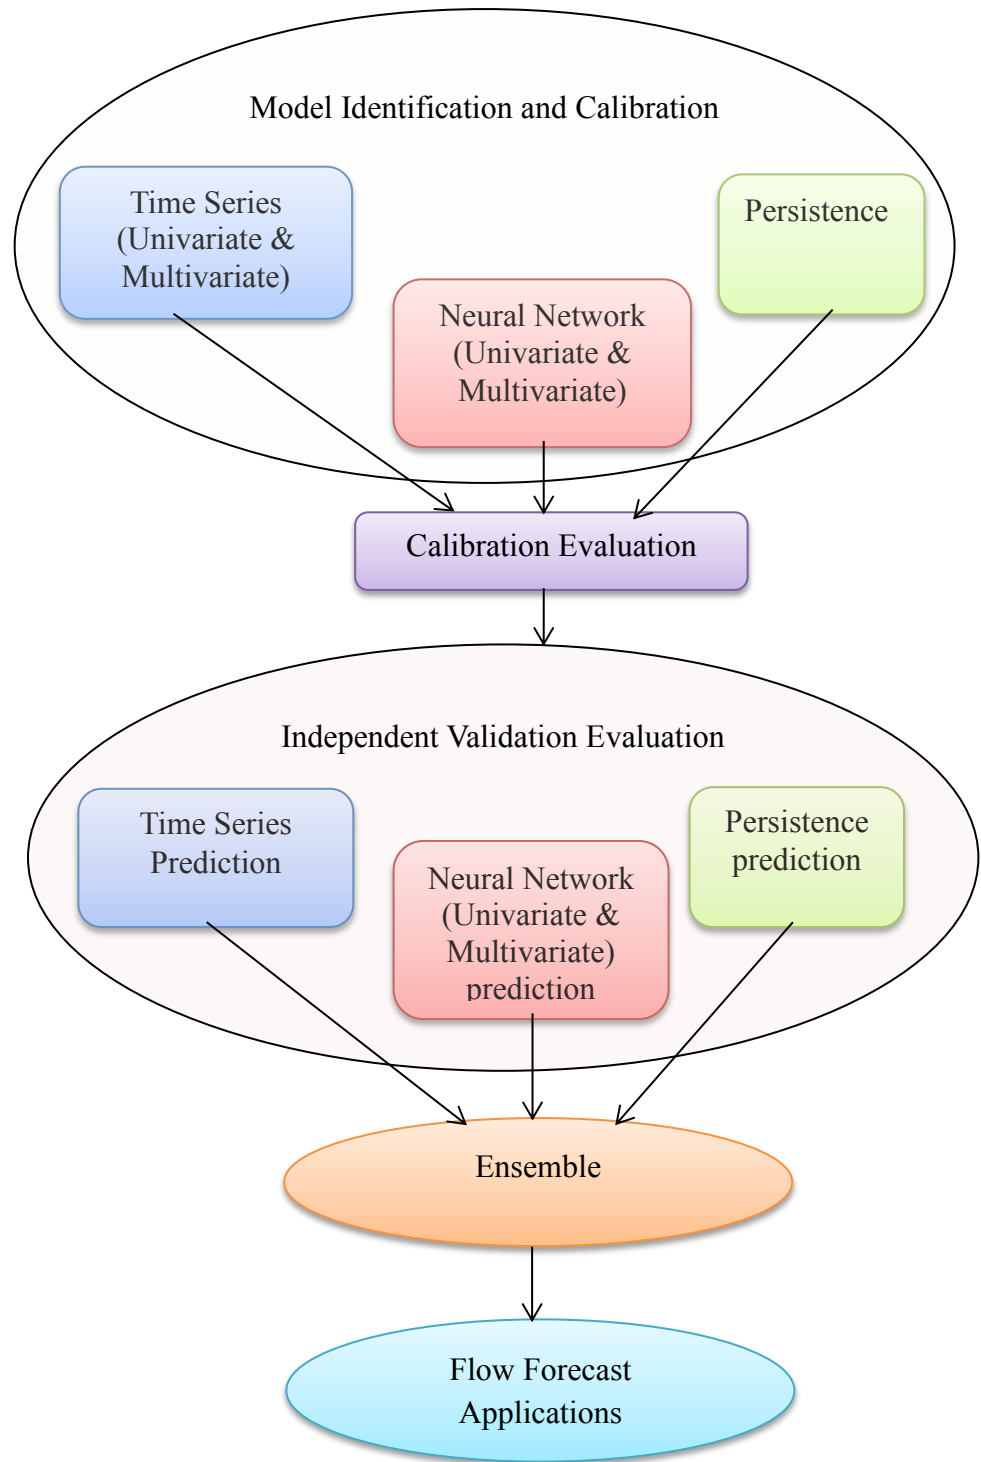 Model Identification and Calibration
Time Series
(Univariate &
Multivariate)
Persistence
Neural Network
(Univariate &
Multivariate)
Calibration Evaluation
Independent Validation Evaluation
Time Series
Prediction
Persistence
prediction
Neural Network
(Univariate &
Multivariate)
prediction
Ensemble
Flow Forecast
Applications